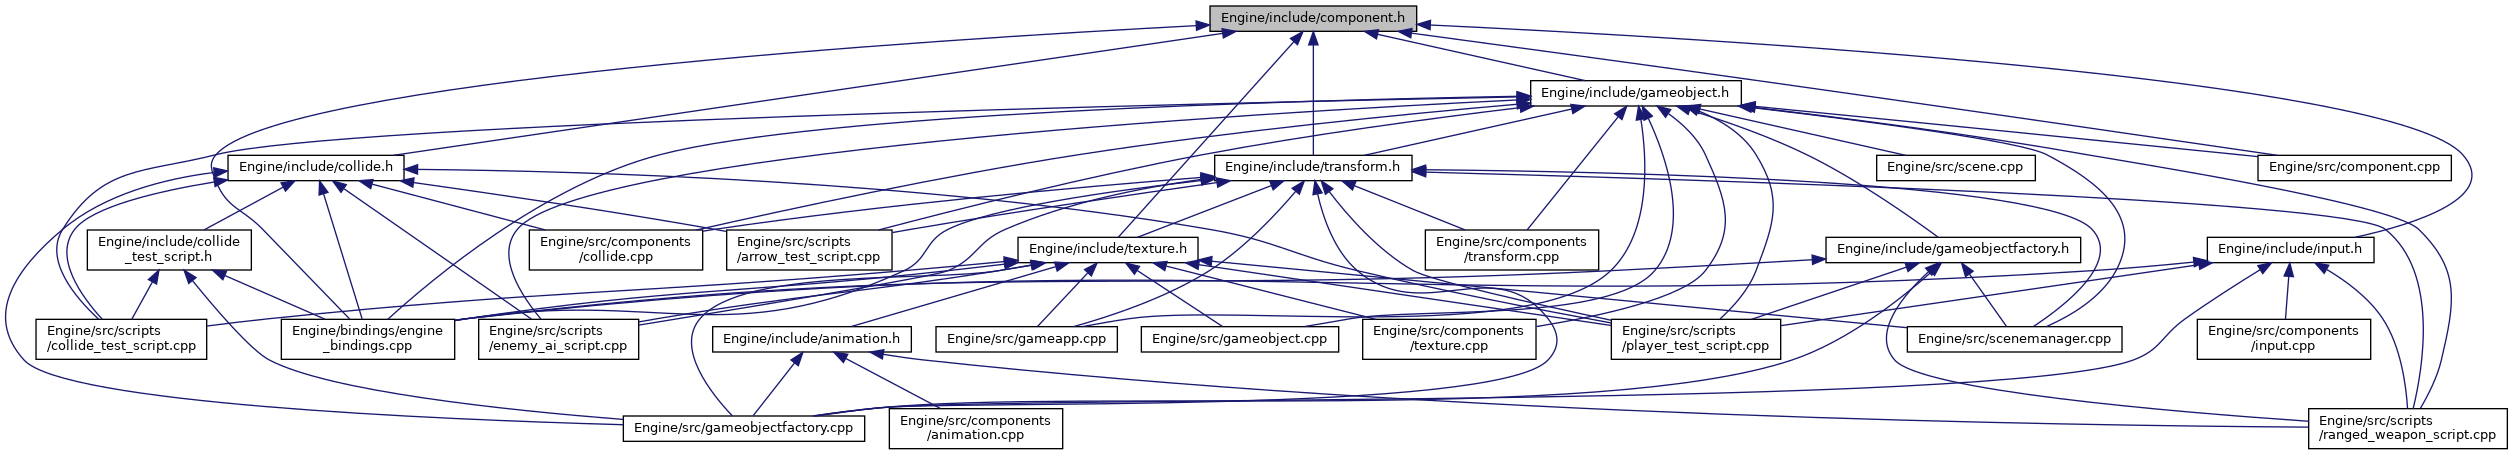 Engine/include/component.h
Engine/include/gameobject.h
Engine/include/collide.h
Engine/include/transform.h
Engine/src/scene.cpp
Engine/src/component.cpp
Engine/include/collide
_test_script.h
Engine/src/components
/collide.cpp
Engine/src/scripts
/arrow_test_script.cpp
Engine/include/texture.h
Engine/src/components
/transform.cpp
Engine/include/gameobjectfactory.h
Engine/include/input.h
Engine/src/scripts
/collide_test_script.cpp
Engine/bindings/engine
_bindings.cpp
Engine/src/scripts
/enemy_ai_script.cpp
Engine/include/animation.h
Engine/src/gameapp.cpp
Engine/src/gameobject.cpp
Engine/src/components
/texture.cpp
Engine/src/scripts
/player_test_script.cpp
Engine/src/scenemanager.cpp
Engine/src/components
/input.cpp
Engine/src/gameobjectfactory.cpp
Engine/src/components
/animation.cpp
Engine/src/scripts
/ranged_weapon_script.cpp